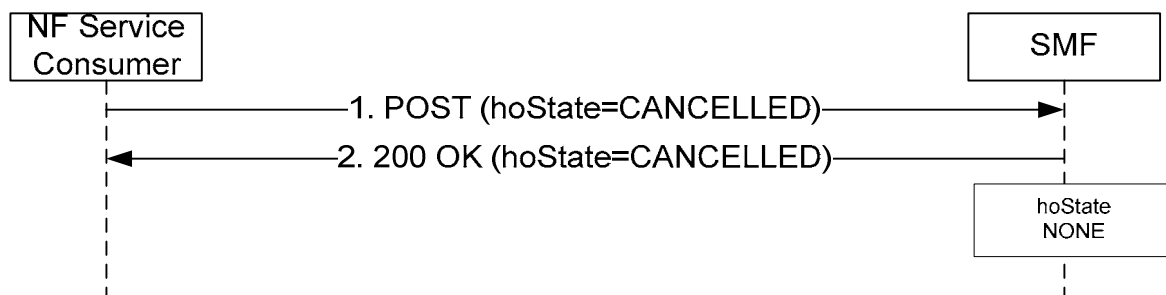 NF Service
Consumer
SMF
1. POST (hoState=CANCELLED)
2. 200 OK (hoState=CANCELLED)
hoState
NONE